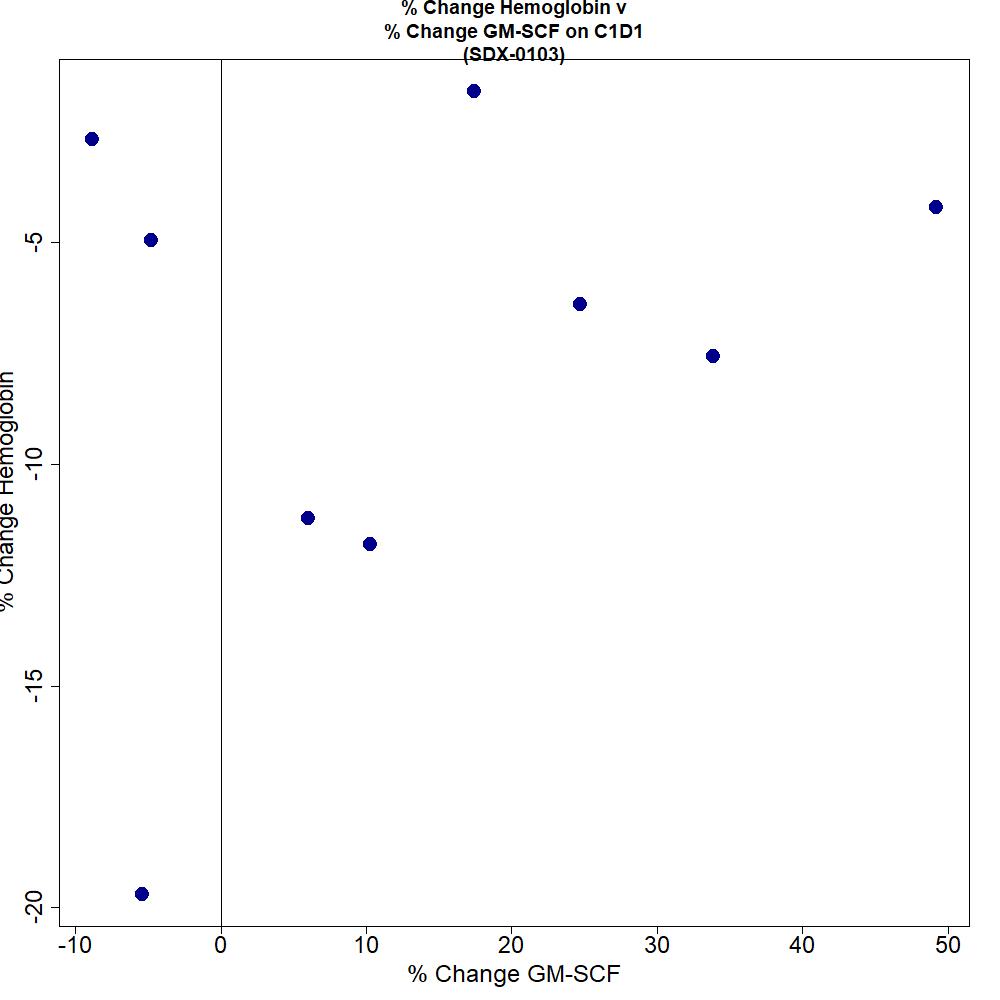 % Change Hemoglobin v
% Change GM-SCF on C1D1
(SDX-0103)
% Change Hemoglobin
-5
-10
-15
-20
-10 0 10 20 30 40 50
% Change GM-SCF